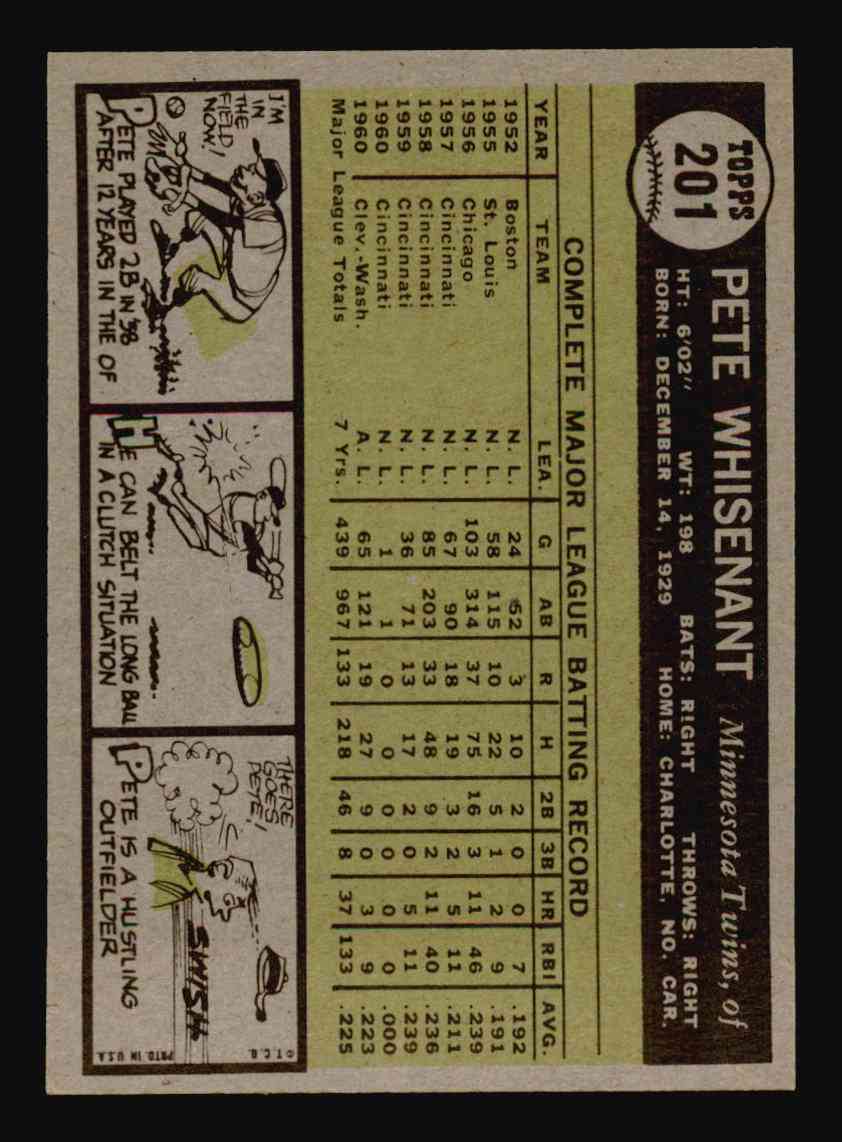 TOPPS
201
PETE WHISENANT Minnesota Twins, of
HT: 6'02" WT: 198 BATS: RIGHT THROWS: RIGHT
BORN: DECEMBER 14, 1929 HOME: CHARLOTTE, NO. CAR.
COMPLETE MAJOR LEAGUE BATTING RECORD
YEAR TEAM LEA. G AB R H 2B 3B HR RBI AVG.
1952 Boston N. L. 24 52 3 10 2 0 0 7 .192
1955 St. Louis N. L. 58 115 10 22 5 1 2 9 .191
1956 Chicago N. L. 103 314 37 75 16 3 11 46 .239
1957 Cincinnati N. L. 67 90 18 19 3 2 5 11 .211
1958 Cincinnati N. L. 85 203 33 48 9 2 11 40 .236
1959 Cincinnati N. L. 36 71 13 17 2 0 5 11 .239
1960 Cincinnati N. L. 1 1 0 0 0 0 0 0 .000
1960 Clev.-Wash. A. L. 65 121 19 27 9 0 3 9 .223
Major League Totals 7 Yrs. 439 967 133 218 46 8 37 133 .225
I'M
IN
THE
FIELD
NOW!
PETE PLAYED 2B IN '58
AFTER 12 YEARS IN THE OF
HE CAN BELT THE LONG BALL
IN A CLUTCH SITUATION
THERE
GOES
PETE!
SWISH
PETE IS A HUSTLING
OUTFIELDER
© T.C.G.
PRTD. IN U.S.A.